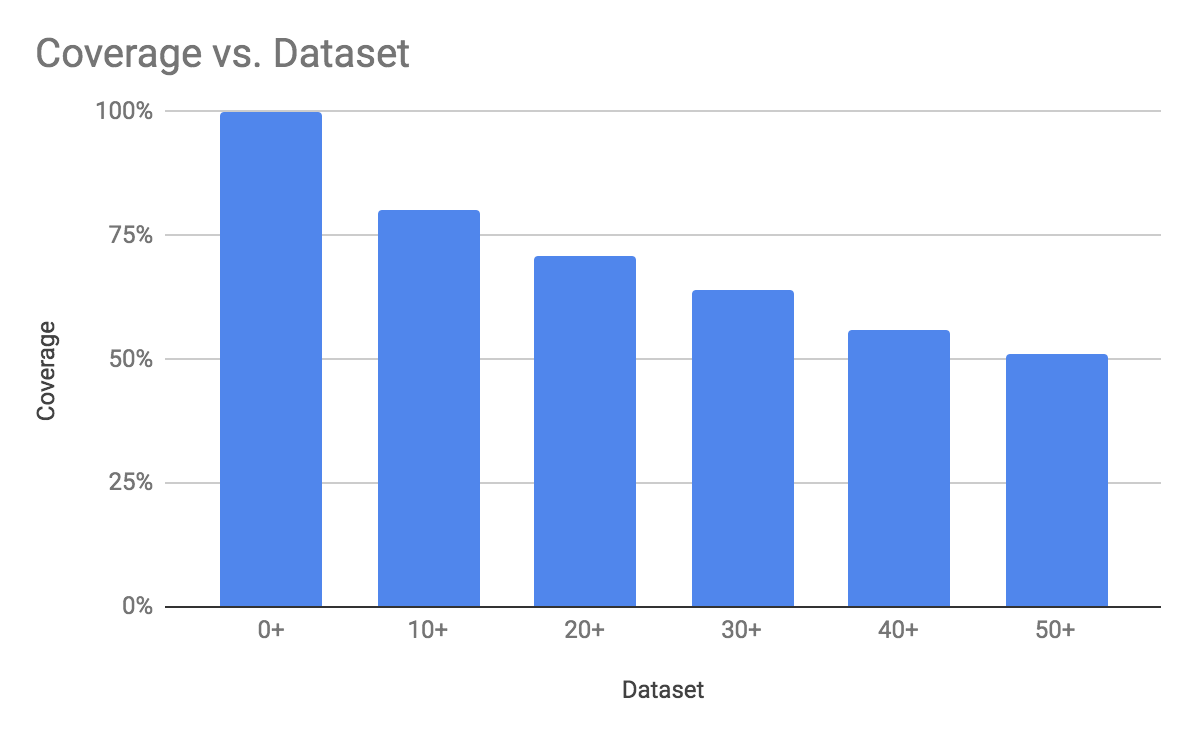 Coverage vs. Dataset
100%
75%
50%
25%
0%
Coverage
0+ 10+ 20+ 30+ 40+ 50+
Dataset